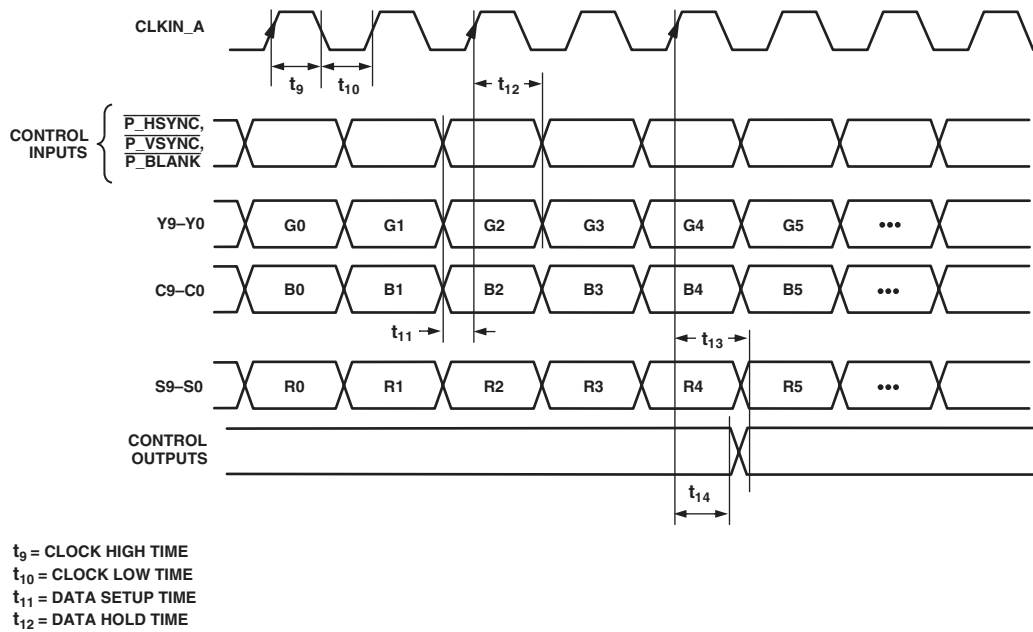 CLKIN_A
t9 t10 t12
CONTROL
INPUTS
P_HSYNC,
P_VSYNC,
P_BLANK
Y9–Y0 G0 G1 G2 G3 G4 G5 •••
C9–C0 B0 B1 B2 B3 B4 B5 •••
t11 t13
S9–S0 R0 R1 R2 R3 R4 R5 •••
CONTROL
OUTPUTS
t14
t9 = CLOCK HIGH TIME
t10 = CLOCK LOW TIME
t11 = DATA SETUP TIME
t12 = DATA HOLD TIME